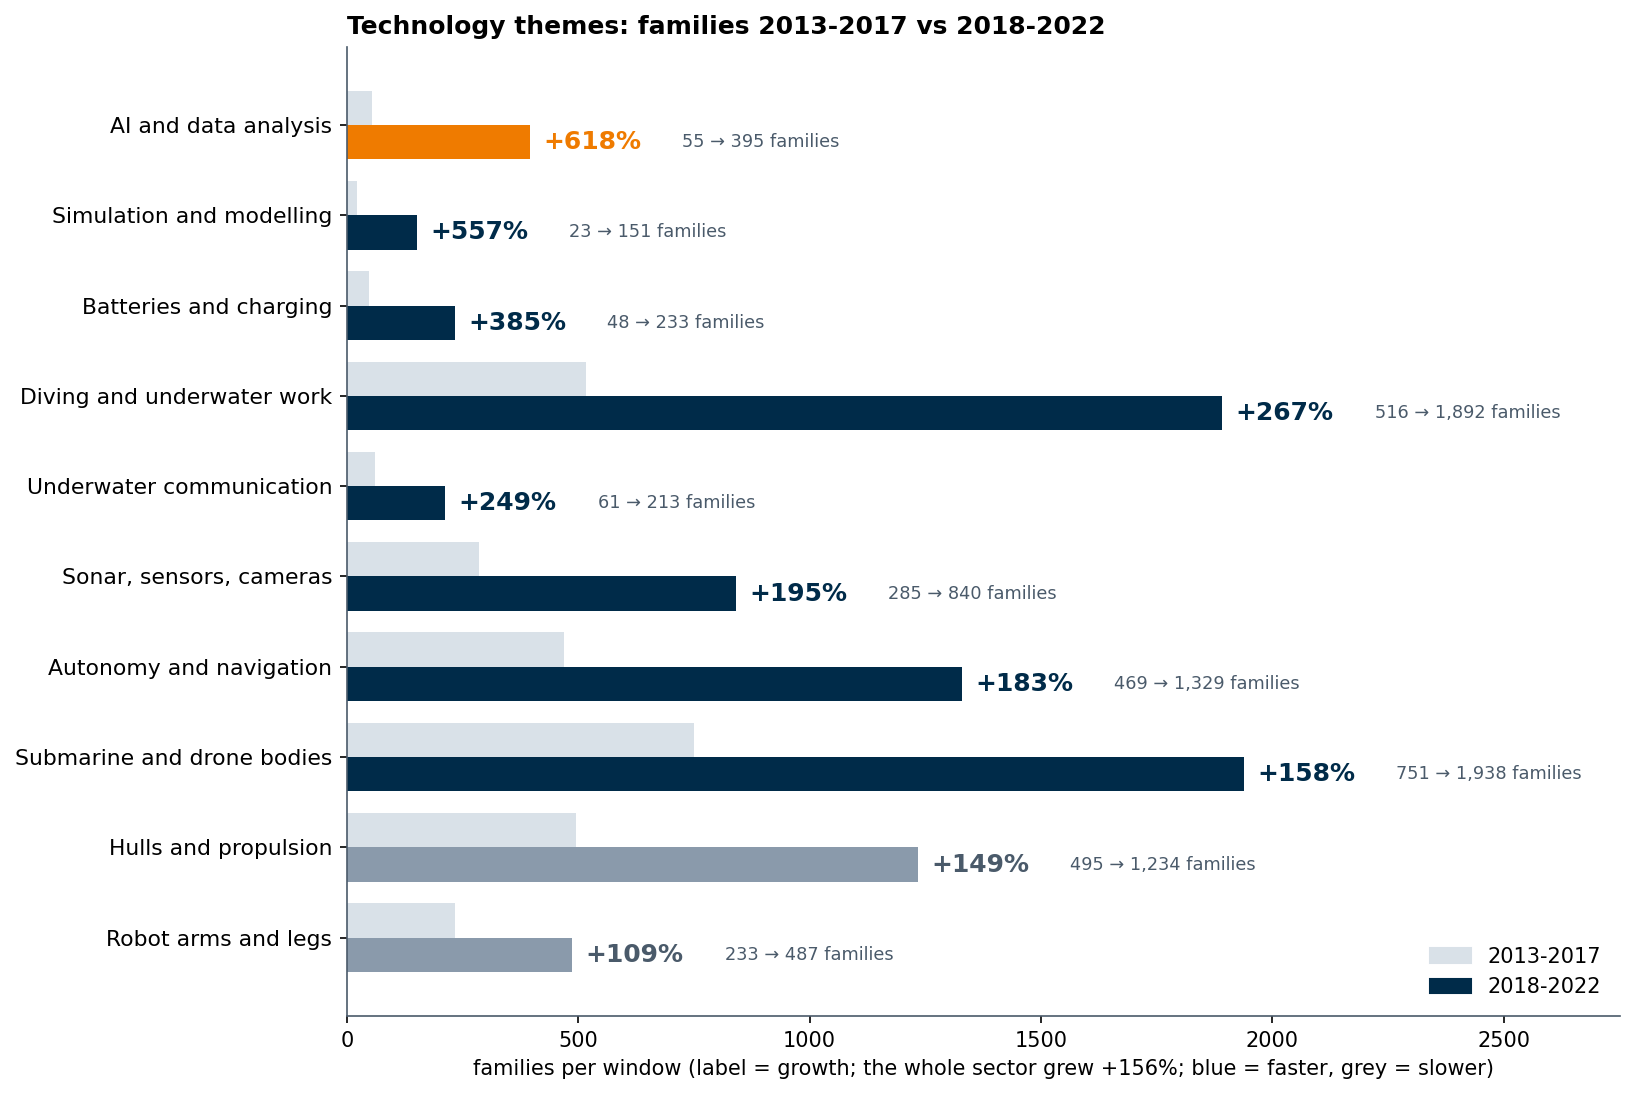 Technology themes: families 2013-2017 vs 2018-2022
AI and data analysis
+618%
55 → 395 families
Simulation and modelling
+557%
23 → 151 families
Batteries and charging
+385%
48 → 233 families
Diving and underwater work
+267%
516 → 1,892 families
Underwater communication
+249%
61 → 213 families
Sonar, sensors, cameras
+195%
285 → 840 families
Autonomy and navigation
+183%
469 → 1,329 families
Submarine and drone bodies
+158%
751 → 1,938 families
Hulls and propulsion
+149%
495 → 1,234 families
Robot arms and legs
+109%
233 → 487 families
2013-2017
2018-2022
0 500 1000 1500 2000 2500
families per window (label = growth; the whole sector grew +156%; blue = faster, grey = slower)